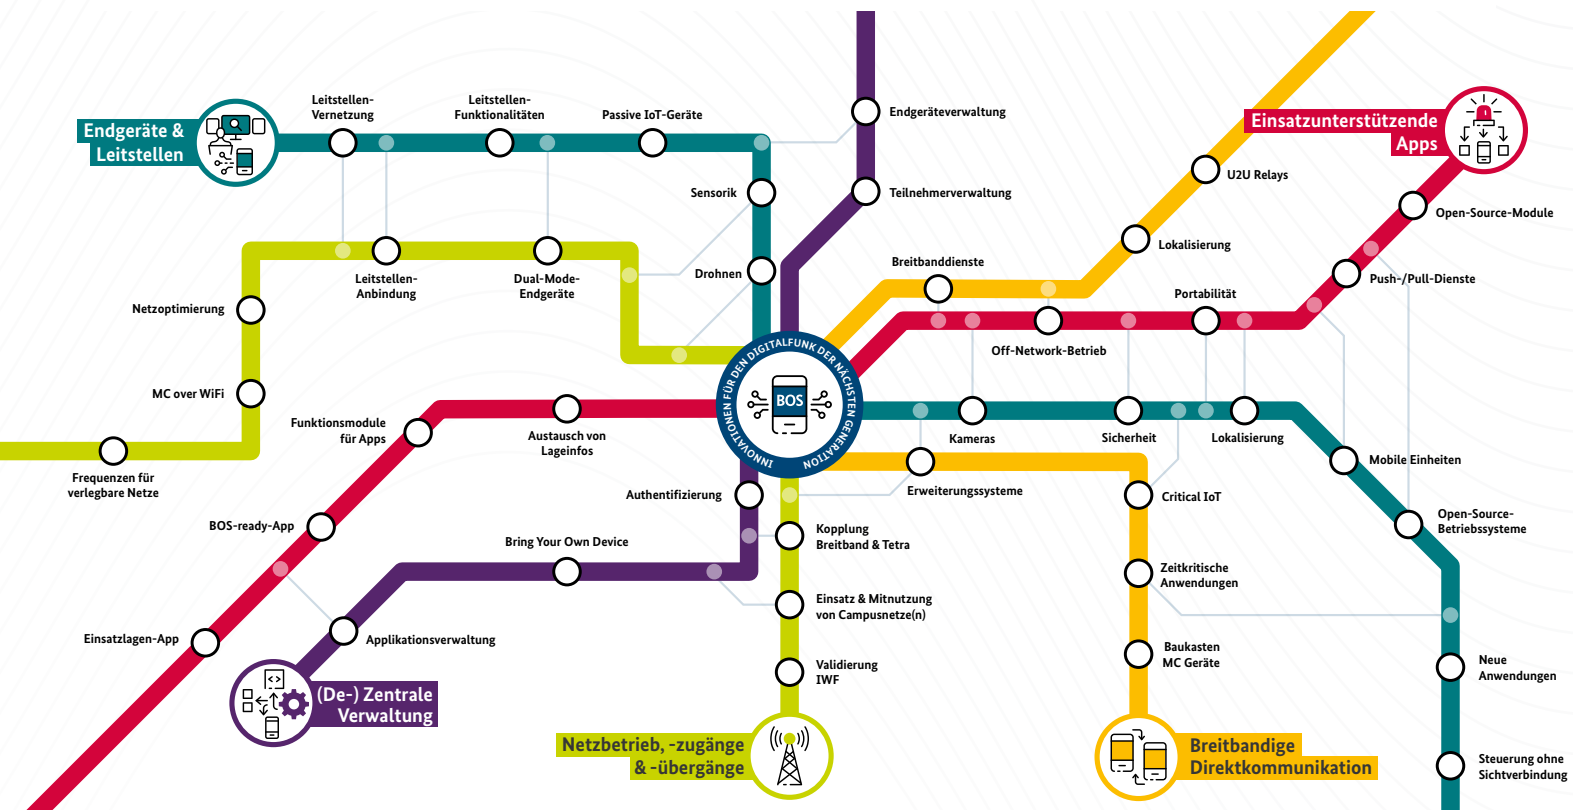 Endgeräte &
Leitstellen
Leitstellen-
Vernetzung
Leitstellen-
Funktionalitäten
Passive IoT-Geräte
Sensorik
Drohnen
Endgeräteverwaltung
Teilnehmerverwaltung
Einsatzunterstützende
Apps
U2U Relays
Lokalisierung
Breitbanddienste
Open-Source-Module
Push-/Pull-Dienste
Portabilität
Off-Network-Betrieb
Leitstellen-
Anbindung
Dual-Mode-
Endgeräte
Netzoptimierung
MC over WiFi
Frequenzen für
verlegbare Netze
INNOVATIONEN FÜR DEN DIGITALFUNK DER NÄCHSTEN GENERATION
BOS
Funktionsmodule
für Apps
Austausch von
Lageinfos
BOS-ready-App
Einsatzlagen-App
Kameras
Sicherheit
Lokalisierung
Mobile Einheiten
Open-Source-
Betriebssysteme
Neue
Anwendungen
Steuerung ohne
Sichtverbindung
Erweiterungssysteme
Critical IoT
Zeitkritische
Anwendungen
Baukasten
MC Geräte
Breitbandige
Direktkommunikation
Authentifizierung
Bring Your Own Device
Applikationsverwaltung
(De-) Zentrale
Verwaltung
Kopplung
Breitband & Tetra
Einsatz & Mitnutzung
von Campusnetze(n)
Validierung
IWF
Netzbetrieb, -zugänge
& -übergänge